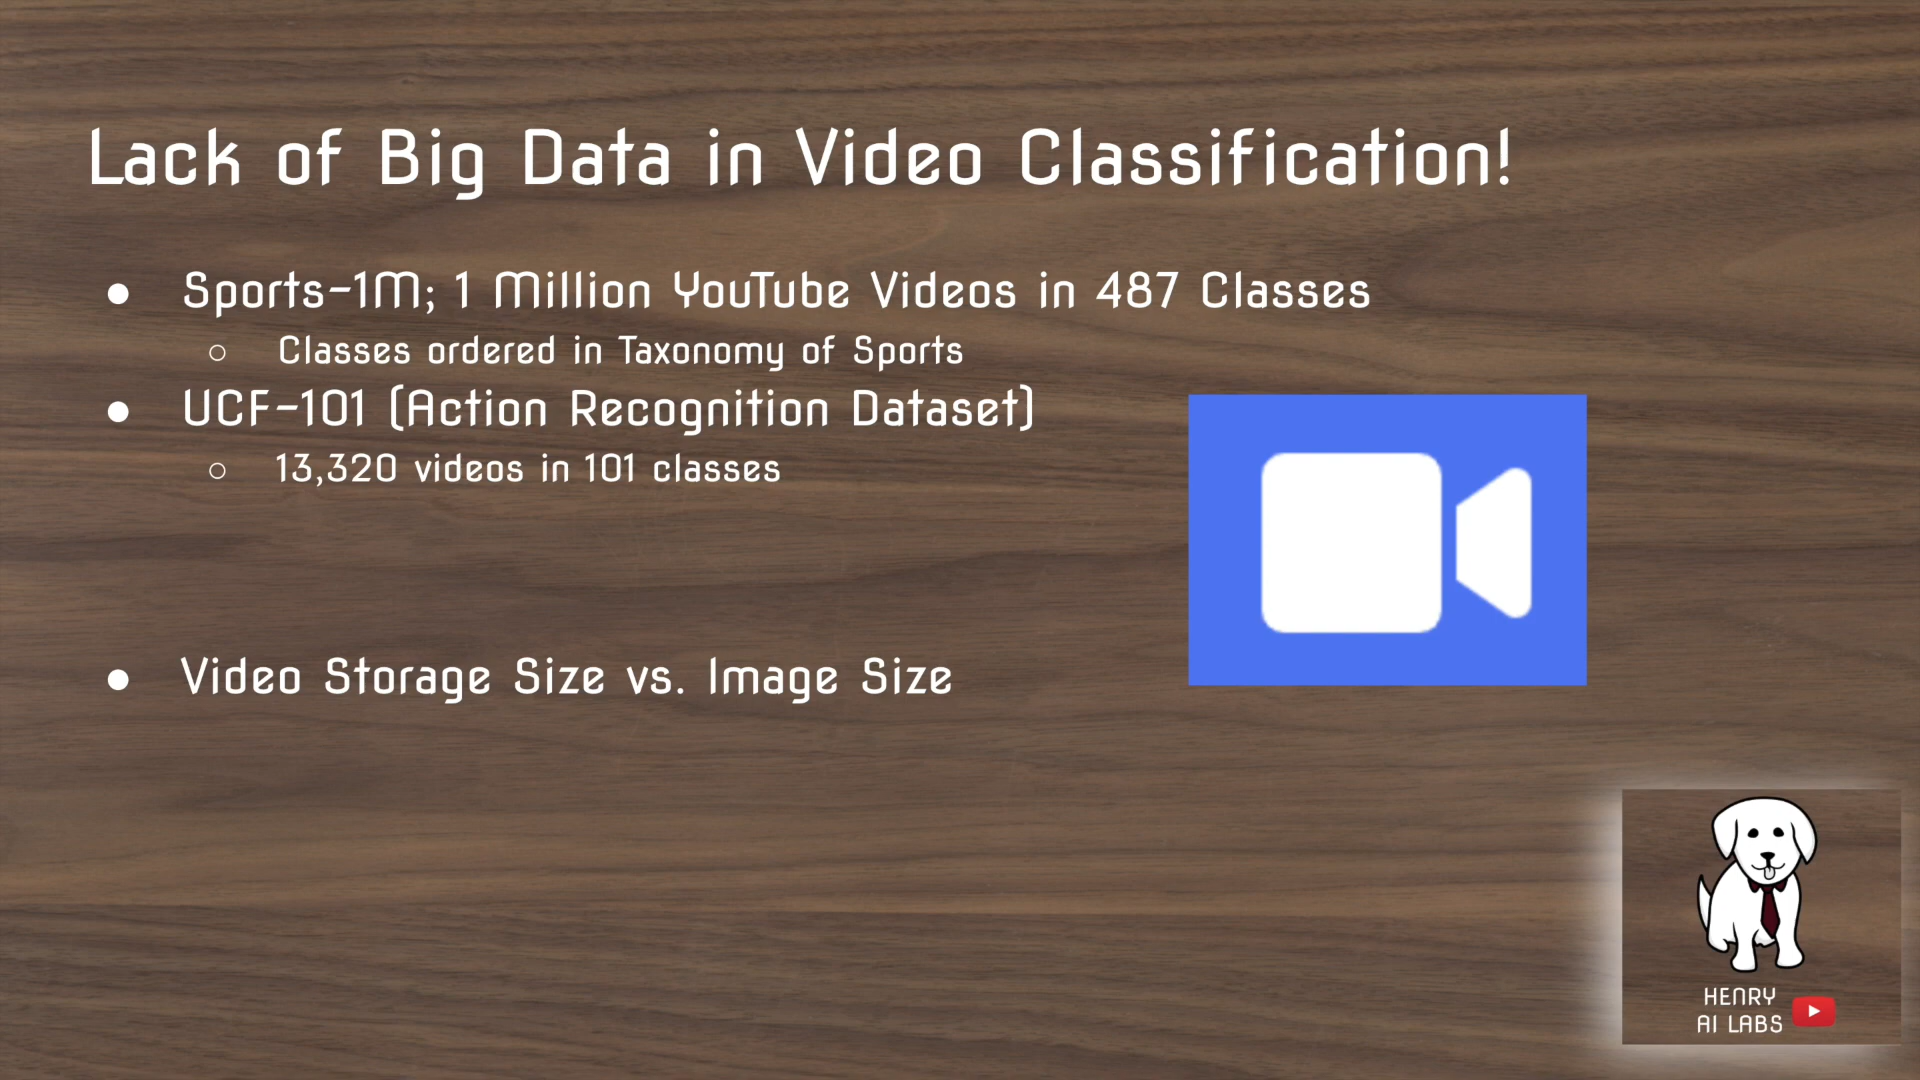 Lack of Big Data in Video Classification!
● Sports-1M; 1 Million YouTube Videos in 487 Classes
○ Classes ordered in Taxonomy of Sports
● UCF-101 (Action Recognition Dataset)
○ 13,320 videos in 101 classes
● Video Storage Size vs. Image Size
HENRY
AI LABS